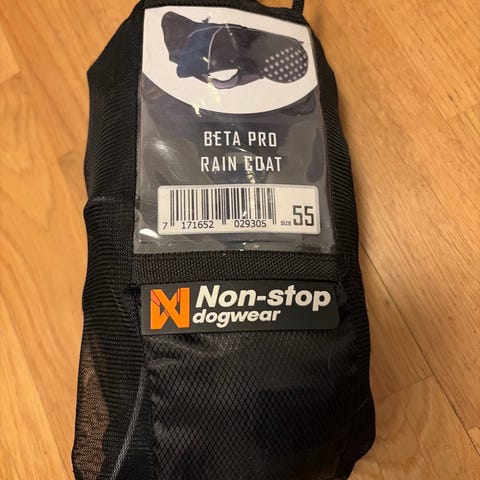 BETA PRO
RAIN COAT
7 171652 029305 size 55
Non-stop
dogwear